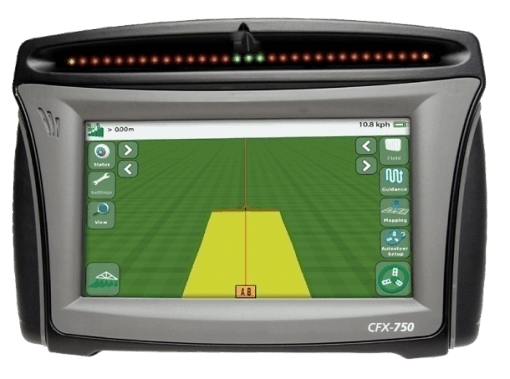 > 0.00m
10.8 kph
Status
Settings
View
Field
Guidance
Mapping
Autosteer
Setup
A B
CFX-750